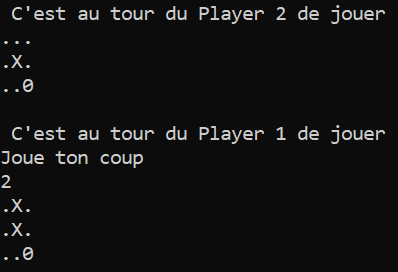 C'est au tour du Player 2 de jouer
...
.X.
..0
C'est au tour du Player 1 de jouer
Joue ton coup
2
.X.
.X.
..0